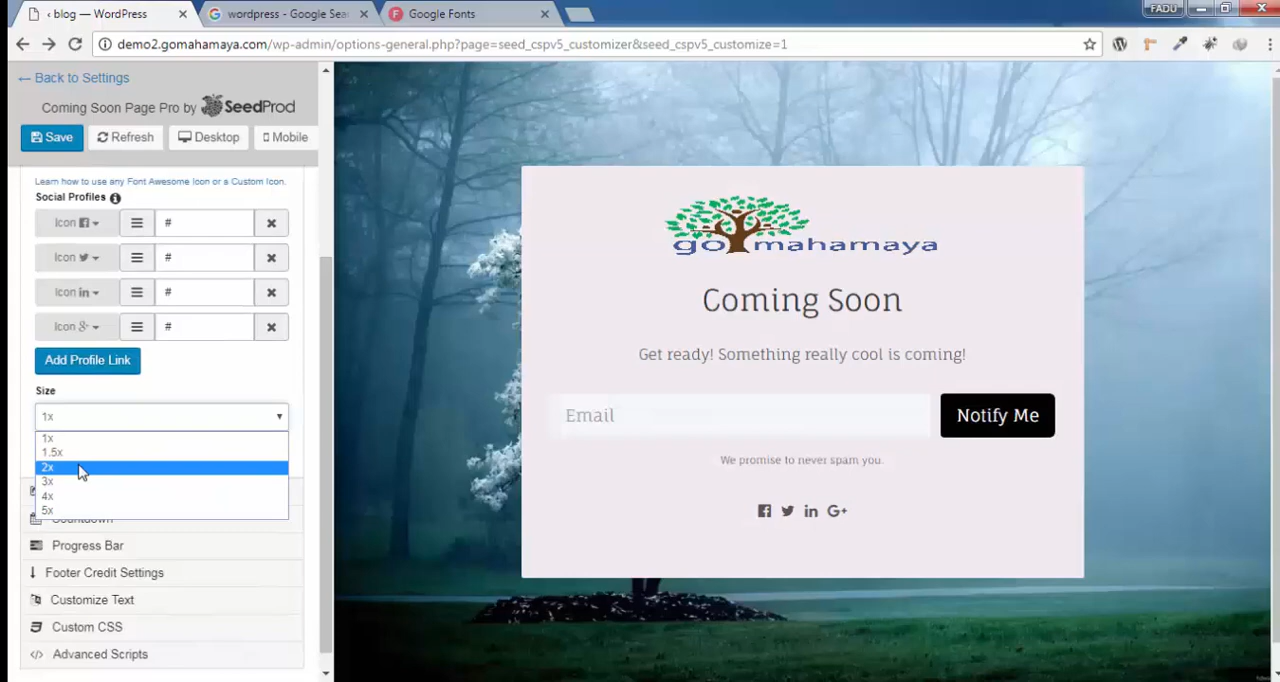 ‹ blog — WordPress
wordpress - Google Sea
Google Fonts
FADU
demo2.gomahamaya.com/wp-admin/options-general.php?page=seed_cspv5_customizer&seed_cspv5_customize=1
← Back to Settings
Coming Soon Page Pro by SeedProd
Save Refresh Desktop Mobile
Learn how to use any Font Awesome Icon or a Custom Icon.
Social Profiles
Icon #
Icon #
Icon in #
Icon #
Add Profile Link
Size
1x
1x
1.5x
2x
3x
4x
5x
Countdown
Progress Bar
Footer Credit Settings
Customize Text
Custom CSS
Advanced Scripts
go mahamaya
Coming Soon
Get ready! Something really cool is coming!
Email
Notify Me
We promise to never spam you.